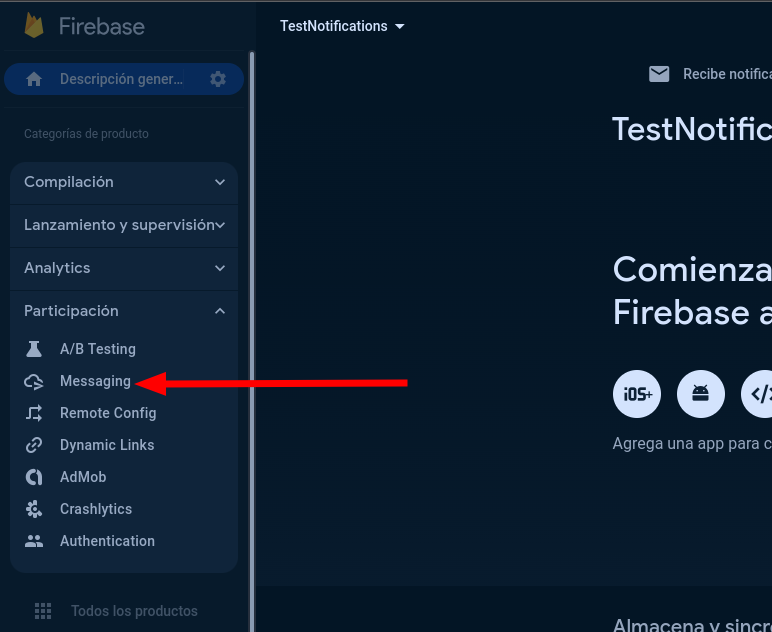 Firebase
TestNotifications
Descripción gener...
Recibe notifica
Categorías de producto
TestNotific
Compilación
Lanzamiento y supervisión
Analytics
Comienza
Firebase a
Participación
A/B Testing
Messaging
iOS+
</>
Remote Config
Dynamic Links
Agrega una app para c
AdMob
Crashlytics
Authentication
Todos los productos
Almacena y sincr